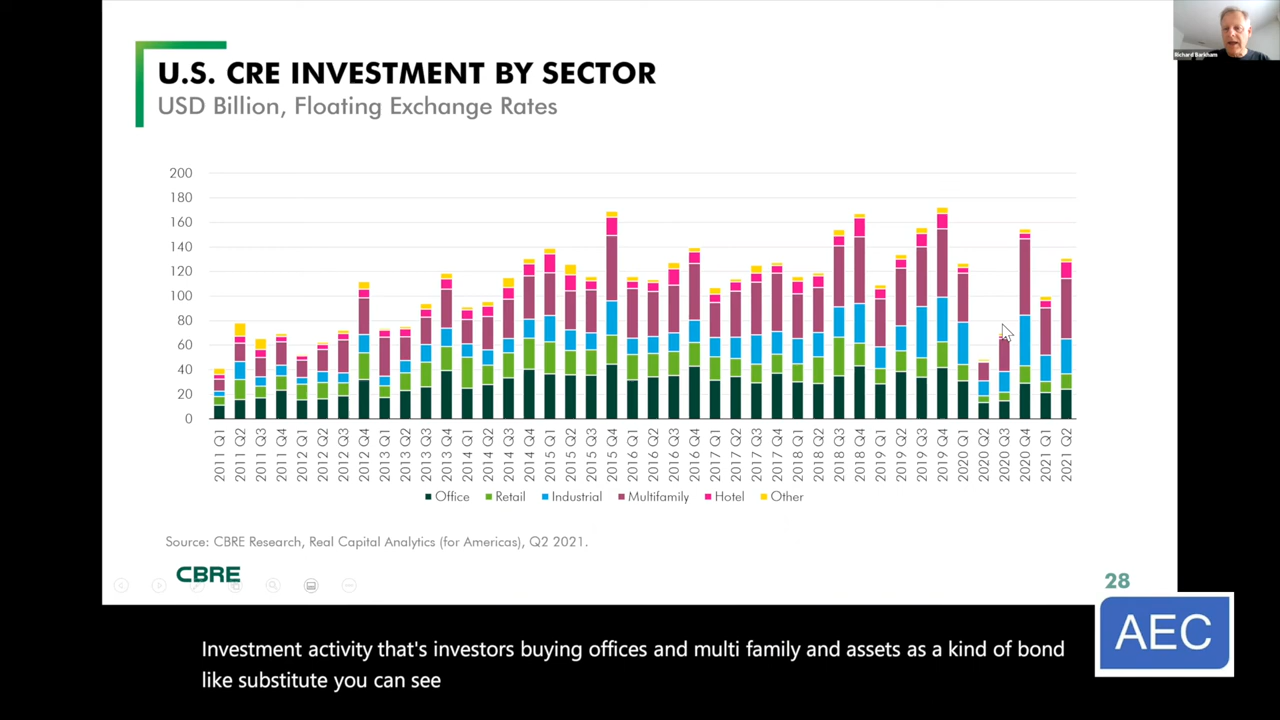 Richard Barkham
U.S. CRE INVESTMENT BY SECTOR
USD Billion, Floating Exchange Rates
200
180
160
140
120
100
80
60
40
20
0
2011 Q1
2011 Q2
2011 Q3
2011 Q4
2012 Q1
2012 Q2
2012 Q3
2012 Q4
2013 Q1
2013 Q2
2013 Q3
2013 Q4
2014 Q1
2014 Q2
2014 Q3
2014 Q4
2015 Q1
2015 Q2
2015 Q3
2015 Q4
2016 Q1
2016 Q2
2016 Q3
2016 Q4
2017 Q1
2017 Q2
2017 Q3
2017 Q4
2018 Q1
2018 Q2
2018 Q3
2018 Q4
2019 Q1
2019 Q2
2019 Q3
2019 Q4
2020 Q1
2020 Q2
2020 Q3
2020 Q4
2021 Q1
2021 Q2
Office Retail Industrial Multifamily Hotel Other
Source: CBRE Research, Real Capital Analytics (for Americas), Q2 2021.
CBRE
28
AEC
Investment activity that's investors buying offices and multi family and assets as a kind of bond
like substitute you can see